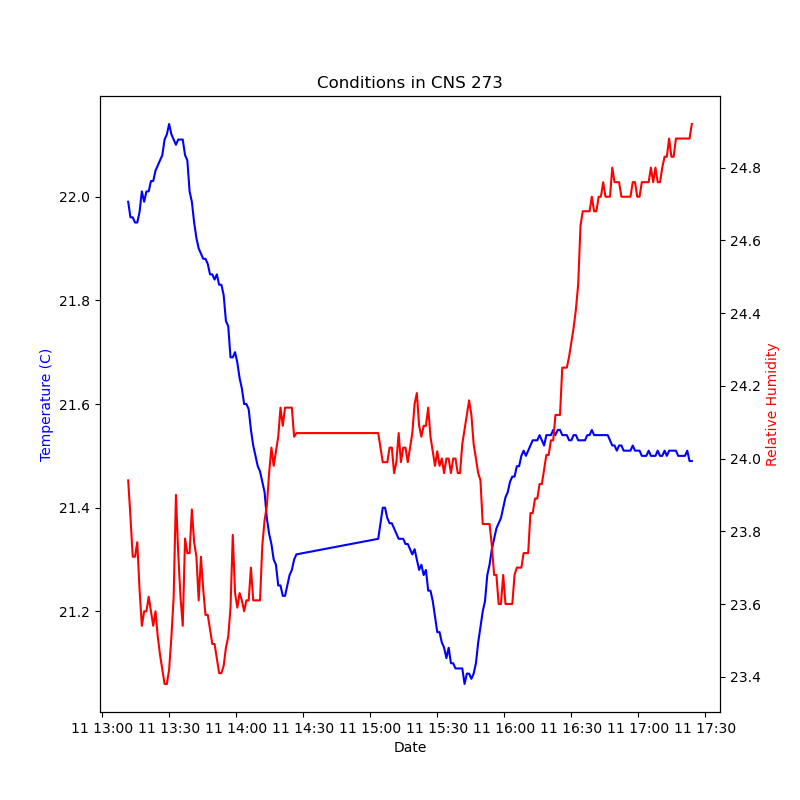 Conditions in CNS 273
Temperature (C)
22.0
21.8
21.6
21.4
21.2
24.8
24.6
24.4
24.2
24.0
23.8
23.6
23.4
Relative Humidity
11 13:00 11 13:30 11 14:00 11 14:30 11 15:00 11 15:30 11 16:00 11 16:30 11 17:00 11 17:30
Date